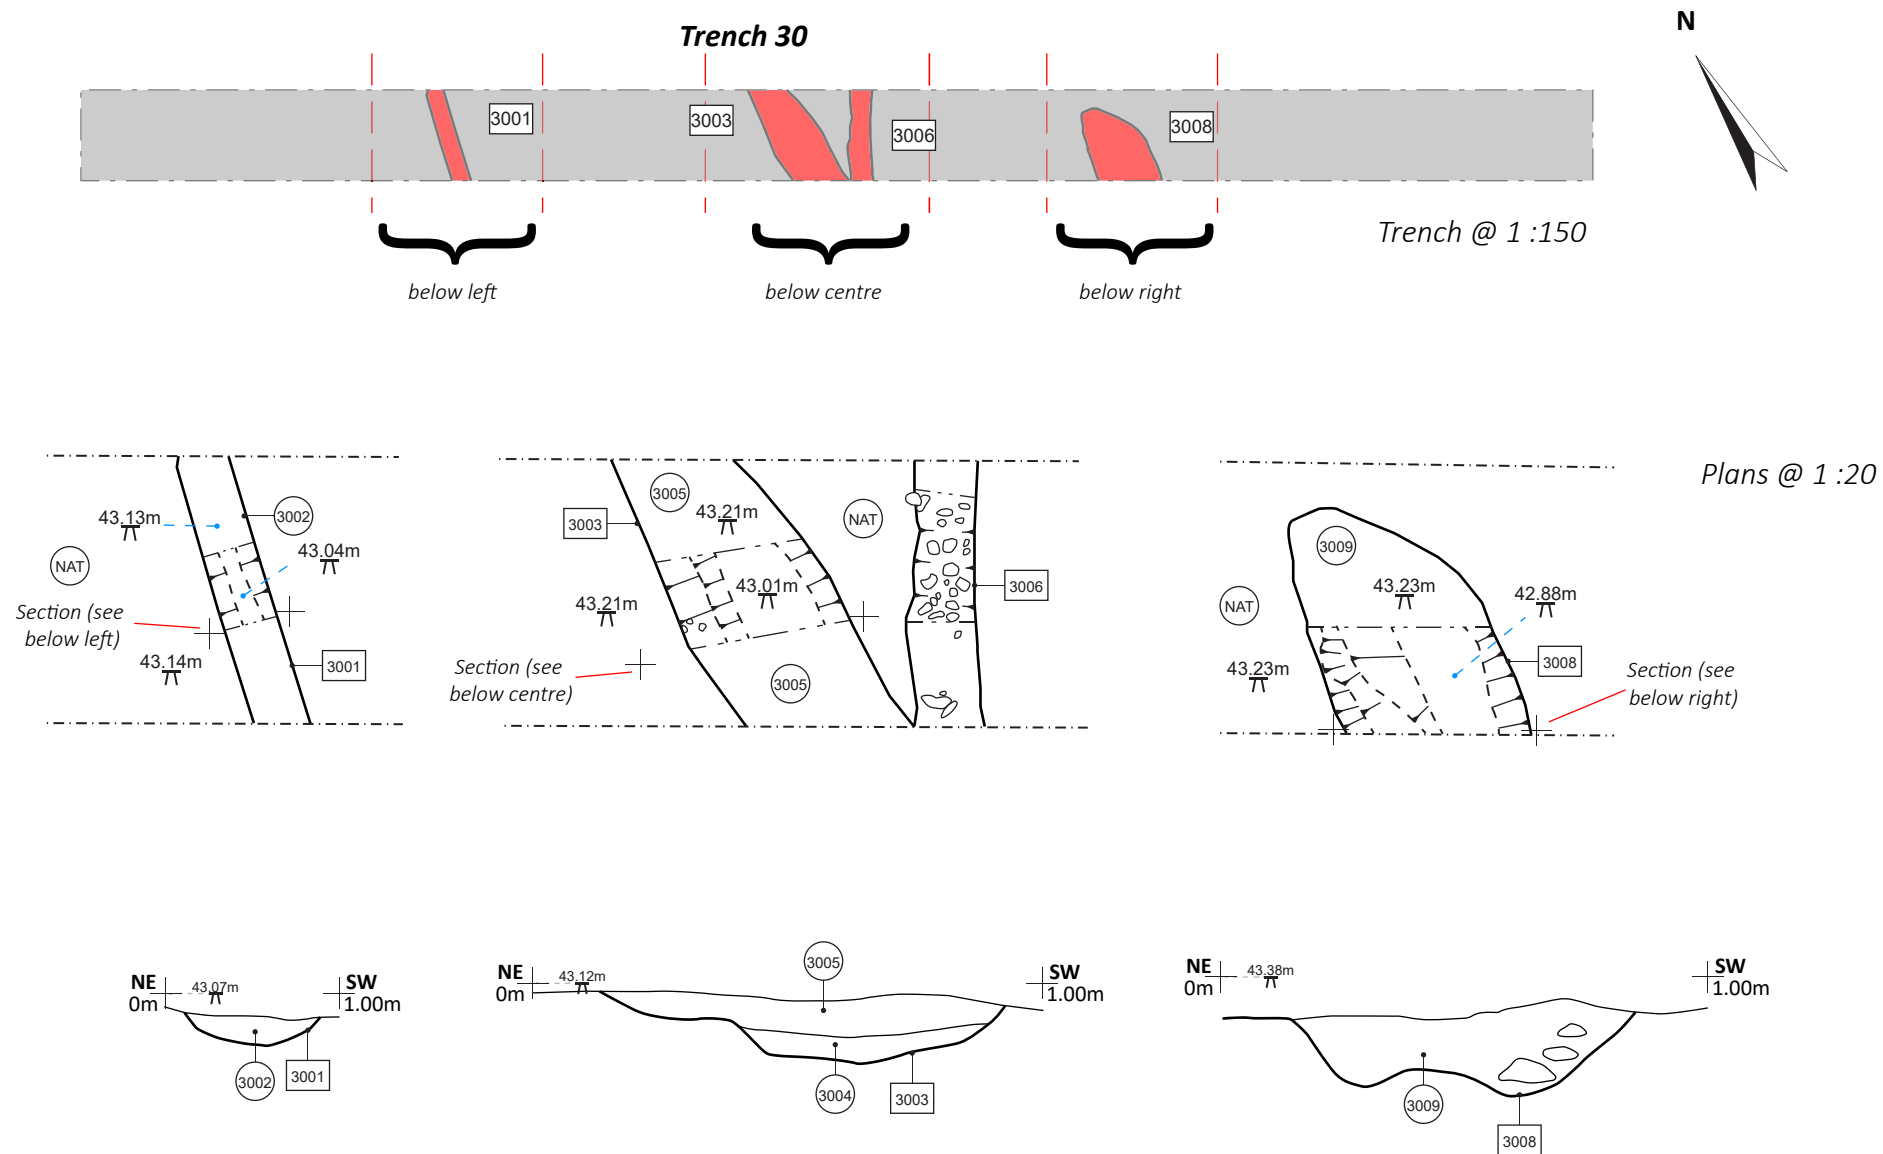 Trench 30
N
3001
3003
3006
3008
Trench @ 1 :150
below left
below centre
below right
Plans @ 1 :20
43.13m
3002
43.04m
NAT
Section (see
below left)
43.14m
3001
3005
43.21m
NAT
3003
43.01m
43.21m
3006
Section (see
below centre)
3005
3009
43.23m
42.88m
NAT
43.23m
3008
Section (see
below right)
NE
0m
43.07m
SW
1.00m
3002
3001
NE
0m
43.12m
3005
SW
1.00m
3004
3003
NE
0m
43.38m
SW
1.00m
3009
3008